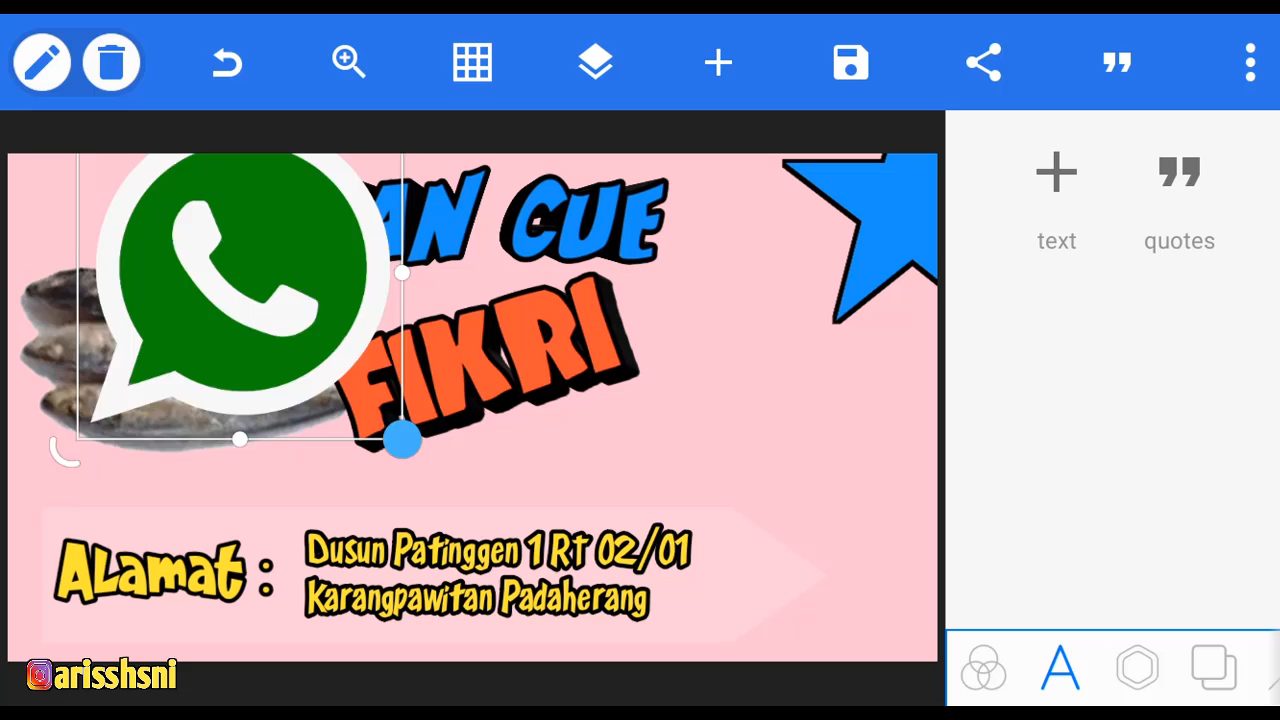 AN CUE
FIKRI
text
quotes
Alamat :
Dusun Patinggen 1 Rt 02/01
Karangpawitan Padaherang
arisshsni